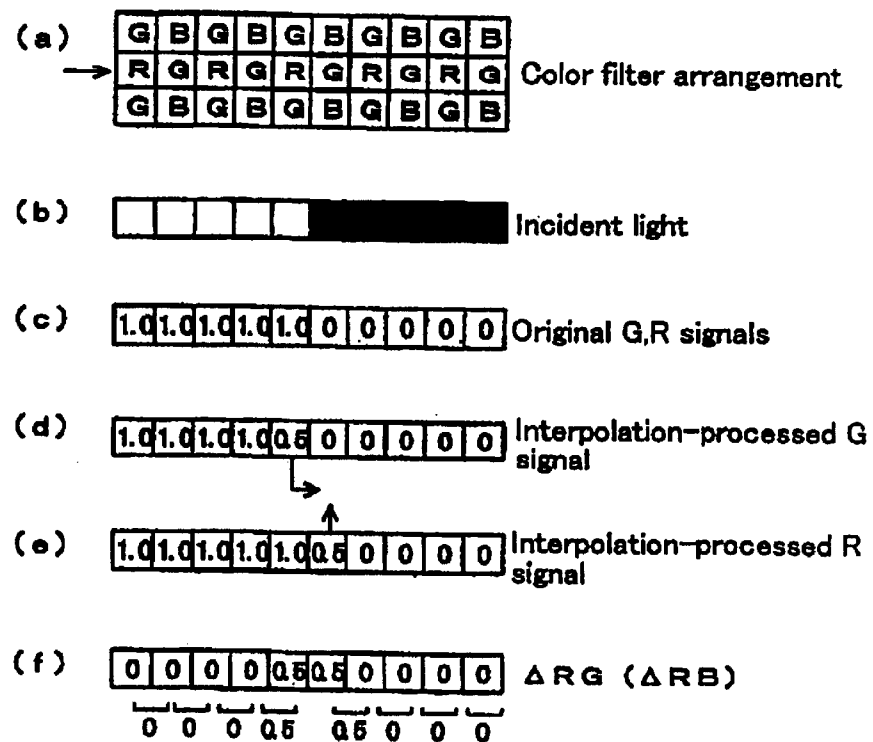 (a)
G B G B G B G B G B
R G R G R G R G R G
G B G B G B G B G B
Color filter arrangement
(b)
Incident light
(c)
1.0 1.0 1.0 1.0 1.0 0 0 0 0 0
Original G,R signals
(d)
1.0 1.0 1.0 1.0 0.5 0 0 0 0 0
Interpolation-processed G
signal
(e)
1.0 1.0 1.0 1.0 1.0 0.5 0 0 0 0
Interpolation-processed R
signal
(f)
0 0 0 0 0.5 0.5 0 0 0 0
ΔRG (ΔRB)
0 0 0 0.5 0.5 0 0 0